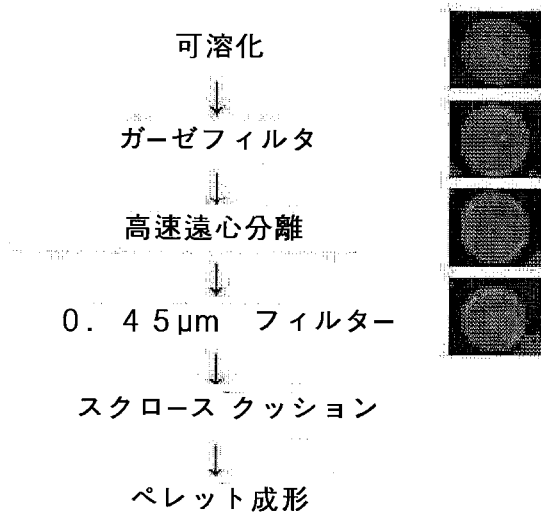 可溶化
↓
ガーゼフィルタ
↓
高速遠心分離
↓
0. 45μm フィルター
↓
スクロース クッション
↓
ペレット成形